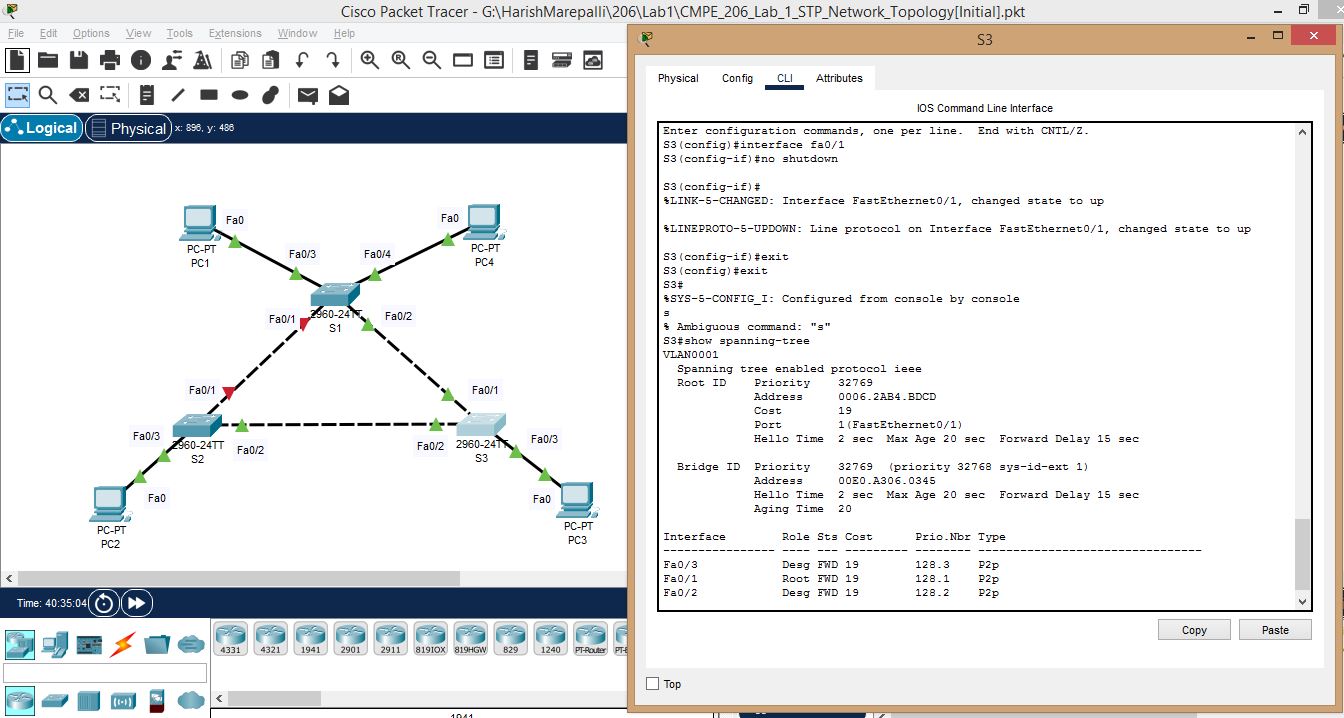 Cisco Packet Tracer - G:\HarishMarepalli\206\Lab1\CMPE_206_Lab_1_STP_Network_Topology[Initial].pkt
File Edit Options View Tools Extensions Window Help
Logical Physical x: 896, y: 486
Fa0
PC-PT
PC1
Fa0
PC-PT
PC4
Fa0/3
Fa0/4
Fa0/1
2960-24TT
S1
Fa0/2
Fa0/1
2960-24TT
S2
Fa0/3
Fa0/2
Fa0/1
Fa0/2
2960-24TT
S3
Fa0/3
Fa0
PC-PT
PC2
Fa0
PC-PT
PC3
Time: 40:35:04
4331 4321 1941 2901 2911 819IOX 819HGW 829 1240 PT-Router
1941
S3
Physical Config CLI Attributes
IOS Command Line Interface
Enter configuration commands, one per line. End with CNTL/Z.
S3(config)#interface fa0/1
S3(config-if)#no shutdown
S3(config-if)#
%LINK-5-CHANGED: Interface FastEthernet0/1, changed state to up
%LINEPROTO-5-UPDOWN: Line protocol on Interface FastEthernet0/1, changed state to up
S3(config-if)#exit
S3(config)#exit
S3#
%SYS-5-CONFIG_I: Configured from console by console
s
% Ambiguous command: "s"
S3#show spanning-tree
VLAN0001
Spanning tree enabled protocol ieee
Root ID Priority 32769
Address 0006.2AB4.BDCD
Cost 19
Port 1(FastEthernet0/1)
Hello Time 2 sec Max Age 20 sec Forward Delay 15 sec
Bridge ID Priority 32769 (priority 32768 sys-id-ext 1)
Address 00E0.A306.0345
Hello Time 2 sec Max Age 20 sec Forward Delay 15 sec
Aging Time 20
Interface Role Sts Cost Prio.Nbr Type
---------------- ---- --- --------- -------- --------------------------------
Fa0/3 Desg FWD 19 128.3 P2p
Fa0/1 Root FWD 19 128.1 P2p
Fa0/2 Desg FWD 19 128.2 P2p
Copy Paste
Top